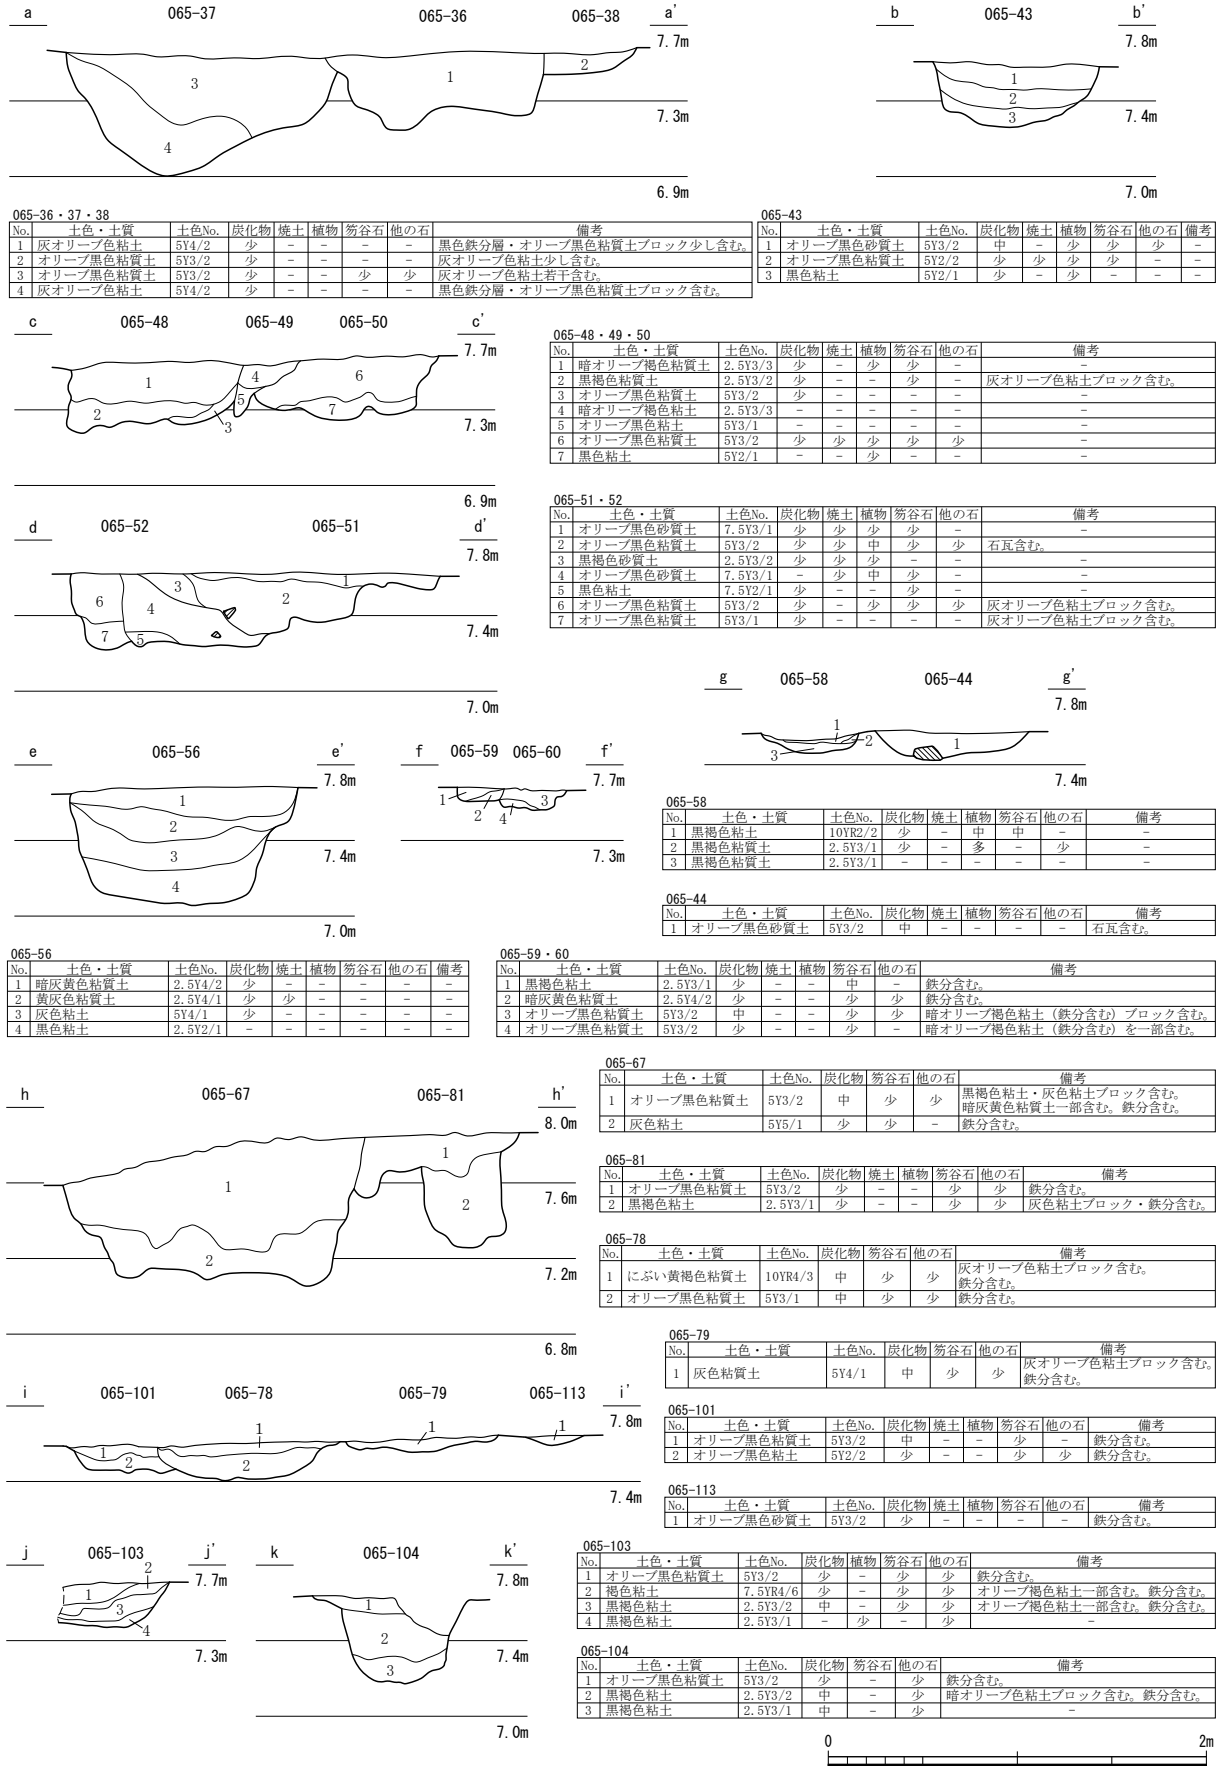 a 065-37 065-36 065-38 a'
7.7m
3 1 2
7.3m
4
6.9m
b 065-43 b'
7.8m
1
2
7.4m
3
7.0m
065-36・37・38
No. 土色・土質 土色No. 炭化物 焼土 植物 笏谷石 他の石 備考
1 灰オリーブ色粘土 5Y4/2 少 - - - - 黒色鉄分層・オリーブ黒色粘質土ブロック少し含む。
2 オリーブ黒色粘質土 5Y3/2 少 - - - - 灰オリーブ色粘土少し含む。
3 オリーブ黒色粘質土 5Y3/2 少 - - 少 少 灰オリーブ色粘土若干含む。
4 灰オリーブ色粘土 5Y4/2 少 - - - - 黒色鉄分層・オリーブ黒色粘質土ブロック含む。
065-43
No. 土色・土質 土色No. 炭化物 焼土 植物 笏谷石 他の石 備考
1 オリーブ黒色砂質土 5Y3/2 中 - 少 少 少 -
2 オリーブ黒色粘質土 5Y2/2 少 少 少 少 - -
3 黒色粘土 5Y2/1 少 - 少 - - -
c 065-48 065-49 065-50 c'
7.7m
1 4 6
2 5 7
3
7.3m
6.9m
065-48・49・50
No. 土色・土質 土色No. 炭化物 焼土 植物 笏谷石 他の石 備考
1 暗オリーブ褐色粘質土 2.5Y3/3 少 - 少 少 - -
2 黒褐色粘質土 2.5Y3/2 少 - - 少 - 灰オリーブ色粘土ブロック含む。
3 オリーブ黒色粘質土 5Y3/2 少 - - - - -
4 暗オリーブ褐色粘土 2.5Y3/3 - - - - - -
5 オリーブ黒色粘土 5Y3/1 - - - - - -
6 オリーブ黒色粘質土 5Y3/2 少 少 少 少 少 -
7 黒色粘土 5Y2/1 - - 少 - - -
d 065-52 065-51 d'
7.8m
3 1
6 4 2
7 5
7.4m
7.0m
065-51・52
No. 土色・土質 土色No. 炭化物 焼土 植物 笏谷石 他の石 備考
1 オリーブ黒色砂質土 7.5Y3/1 少 少 少 少 - -
2 オリーブ黒色粘質土 5Y3/2 少 少 中 少 少 石瓦含む。
3 黒褐色砂質土 2.5Y3/2 少 少 少 - - -
4 オリーブ黒色砂質土 7.5Y3/1 - 少 中 少 - -
5 黒色粘土 7.5Y2/1 少 - - 少 - -
6 オリーブ黒色粘質土 5Y3/2 少 - 少 少 少 灰オリーブ色粘土ブロック含む。
7 オリーブ黒色粘質土 5Y3/1 少 - - - - 灰オリーブ色粘土ブロック含む。
e 065-56 e'
7.8m
1
2
3
7.4m
4
7.0m
f 065-59 065-60 f'
7.7m
1 3
2 4
7.3m
g 065-58 065-44 g'
7.8m
1
2 1
3
7.4m
065-58
No. 土色・土質 土色No. 炭化物 焼土 植物 笏谷石 他の石 備考
1 黒褐色粘土 10YR2/2 少 - 中 中 - -
2 黒褐色粘土 2.5Y3/1 少 - 多 - 少 -
3 黒褐色粘土 2.5Y3/1 - - - - - -
065-44
No. 土色・土質 土色No. 炭化物 焼土 植物 笏谷石 他の石 備考
1 オリーブ黒色砂質土 5Y3/2 中 - - - - 石瓦含む。
065-56
No. 土色・土質 土色No. 炭化物 焼土 植物 笏谷石 他の石 備考
1 暗灰黄色粘質土 2.5Y4/2 少 - - - - -
2 黄灰色粘質土 2.5Y4/1 少 少 - - - -
3 灰色粘土 5Y4/1 少 - - - - -
4 黒色粘土 2.5Y2/1 - - - - - -
065-59・60
No. 土色・土質 土色No. 炭化物 焼土 植物 笏谷石 他の石 備考
1 黒褐色粘土 2.5Y3/1 少 - - 中 - 鉄分含む。
2 暗灰黄色粘質土 2.5Y4/2 少 - - 少 少 鉄分含む。
3 オリーブ黒色粘質土 5Y3/2 中 - - 少 少 暗オリーブ褐色粘土(鉄分含む)ブロック含む。
4 オリーブ黒色粘質土 5Y3/2 少 - - 少 - 暗オリーブ褐色粘土(鉄分含む)を一部含む。
h 065-67 065-81 h'
8.0m
1 1
2
7.6m
2
7.2m
6.8m
065-67
No. 土色・土質 土色No. 炭化物 笏谷石 他の石 備考
1 オリーブ黒色粘質土 5Y3/2 中 少 少 黒褐色粘土・灰色粘土ブロック含む。
暗灰黄色粘質土一部含む。鉄分含む。
2 灰色粘土 5Y5/1 少 少 - 鉄分含む。
065-81
No. 土色・土質 土色No. 炭化物 焼土 植物 笏谷石 他の石 備考
1 オリーブ黒色粘質土 5Y3/2 少 - - 少 少 鉄分含む。
2 黒褐色粘土 2.5Y3/1 少 - - 少 少 灰色粘土ブロック・鉄分含む。
065-78
No. 土色・土質 土色No. 炭化物 笏谷石 他の石 備考
1 にぶい黄褐色粘質土 10YR4/3 中 少 少 灰オリーブ色粘土ブロック含む。
鉄分含む。
2 オリーブ黒色粘質土 5Y3/1 中 少 少 鉄分含む。
065-79
No. 土色・土質 土色No. 炭化物 笏谷石 他の石 備考
1 灰色粘質土 5Y4/1 中 少 少 灰オリーブ色粘土ブロック含む。
鉄分含む。
i 065-101 065-78 065-79 065-113 i'
7.8m
1 1 1 1
2 2
7.4m
065-101
No. 土色・土質 土色No. 炭化物 焼土 植物 笏谷石 他の石 備考
1 オリーブ黒色粘質土 5Y3/2 中 - - 少 - 鉄分含む。
2 オリーブ黒色粘土 5Y2/2 少 - - 少 少 鉄分含む。
065-113
No. 土色・土質 土色No. 炭化物 焼土 植物 笏谷石 他の石 備考
1 オリーブ黒色砂質土 5Y3/2 少 - - - - 鉄分含む。
j 065-103 j'
7.7m
2
1
3
4
7.3m
k 065-104 k'
7.8m
1
2
7.4m
3
7.0m
065-103
No. 土色・土質 土色No. 炭化物 植物 笏谷石 他の石 備考
1 オリーブ黒色粘質土 5Y3/2 少 - 少 少 鉄分含む。
2 褐色粘土 7.5YR4/6 少 - 少 少 オリーブ褐色粘土一部含む。鉄分含む。
3 黒褐色粘土 2.5Y3/2 中 - 少 少 オリーブ褐色粘土一部含む。鉄分含む。
4 黒褐色粘土 2.5Y3/1 - 少 - 少 -
065-104
No. 土色・土質 土色No. 炭化物 笏谷石 他の石 備考
1 オリーブ黒色粘質土 5Y3/2 少 - 少 鉄分含む。
2 黒褐色粘土 2.5Y3/2 中 - 少 暗オリーブ色粘土ブロック含む。鉄分含む。
3 黒褐色粘土 2.5Y3/1 中 - 少 -
0 2m